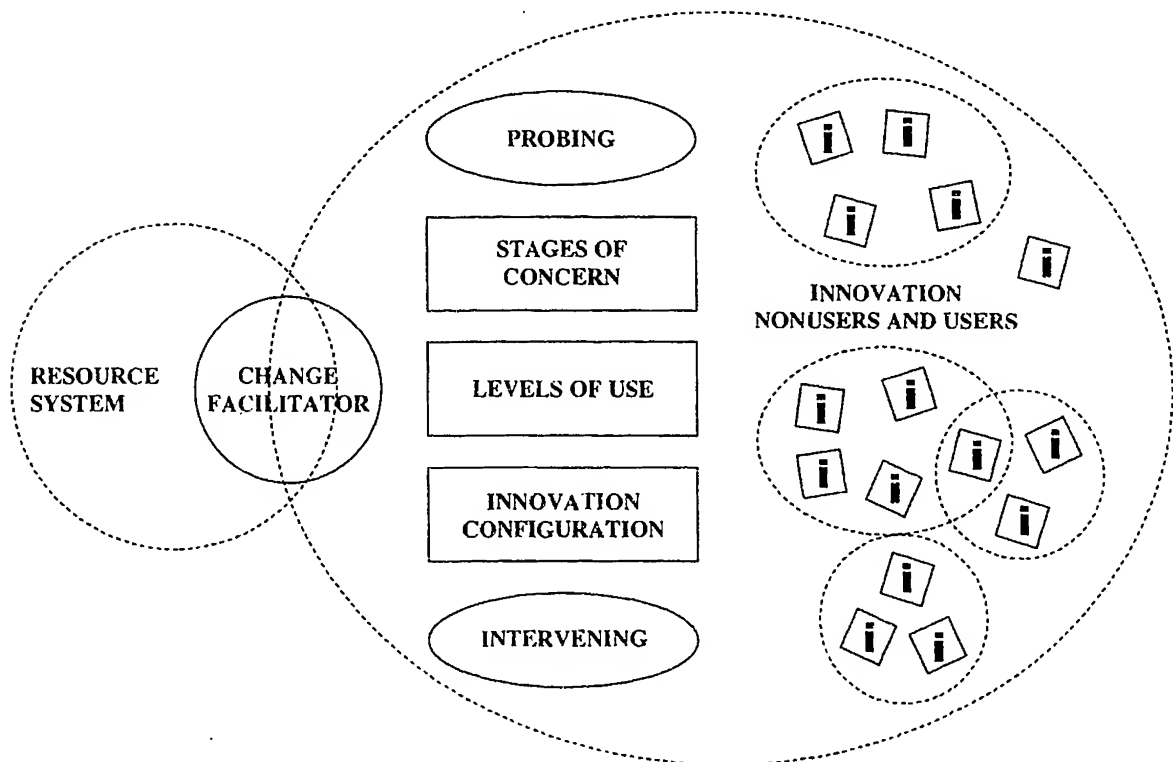 RESOURCE
SYSTEM
CHANGE
FACILITATOR
PROBING
STAGES OF
CONCERN
LEVELS OF USE
INNOVATION
CONFIGURATION
INTERVENING
INNOVATION
NONUSERS AND USERS